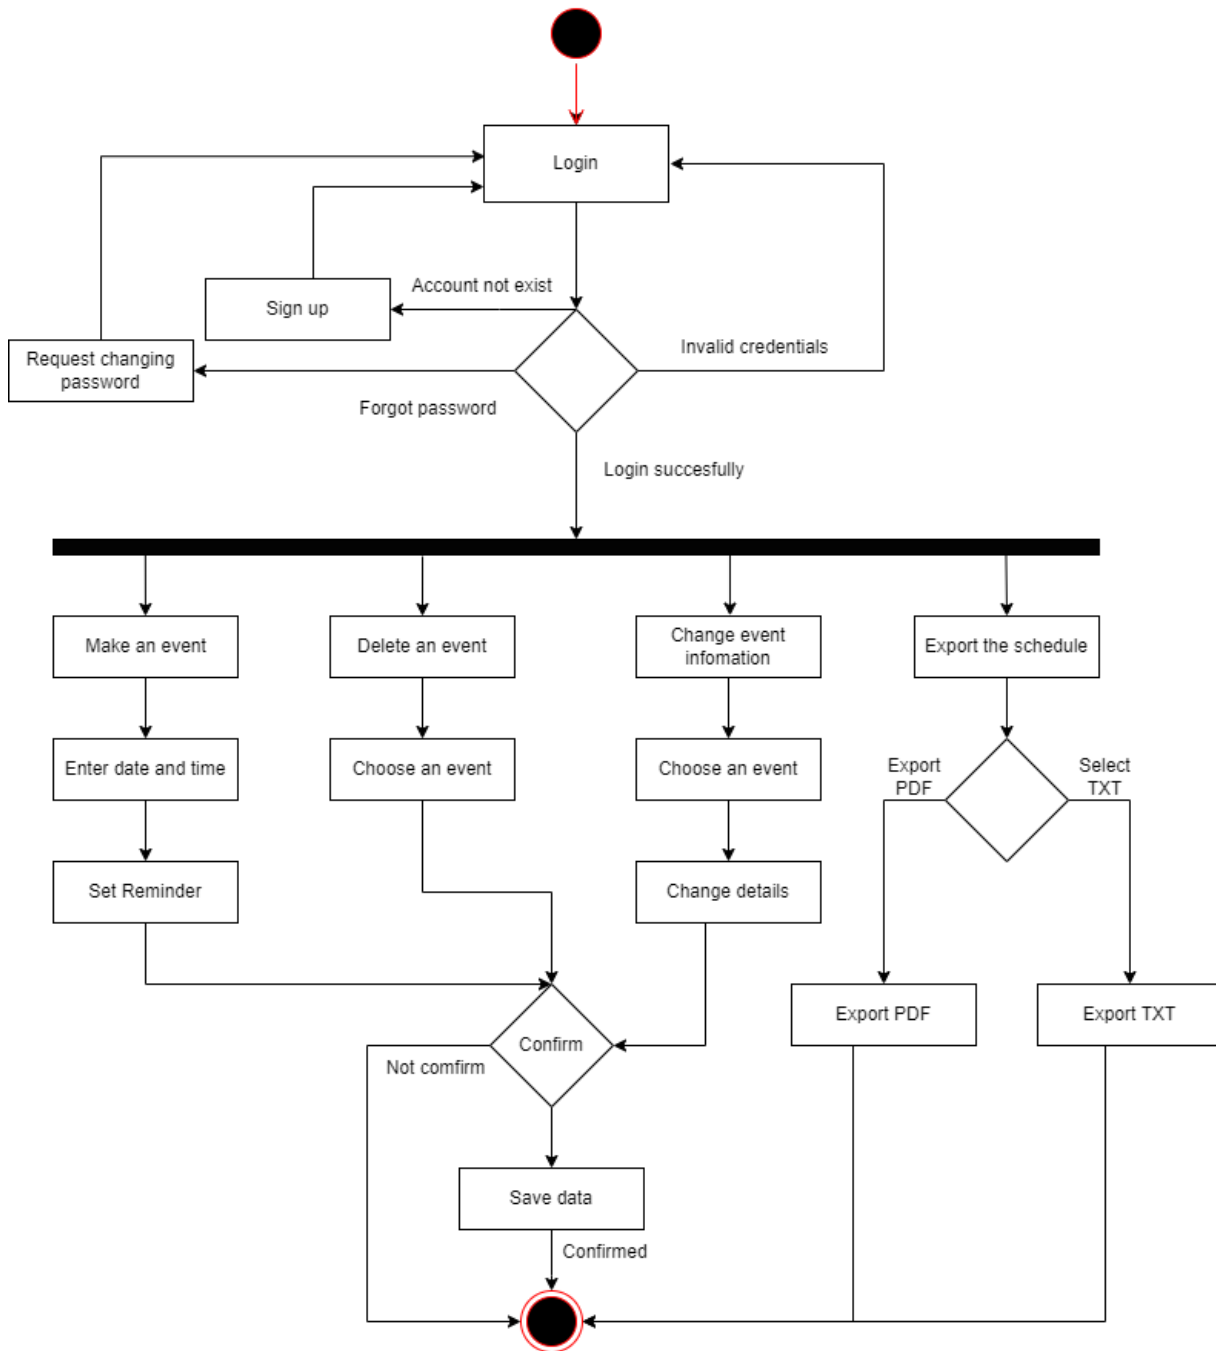 Login
Account not exist
Sign up
Invalid credentials
Request changing
password
Forgot password
Login succesfully
Make an event
Delete an event
Change event
infomation
Export the schedule
Enter date and time
Choose an event
Choose an event
Export
PDF
Select
TXT
Set Reminder
Change details
Export PDF
Export TXT
Confirm
Not comfirm
Save data
Confirmed